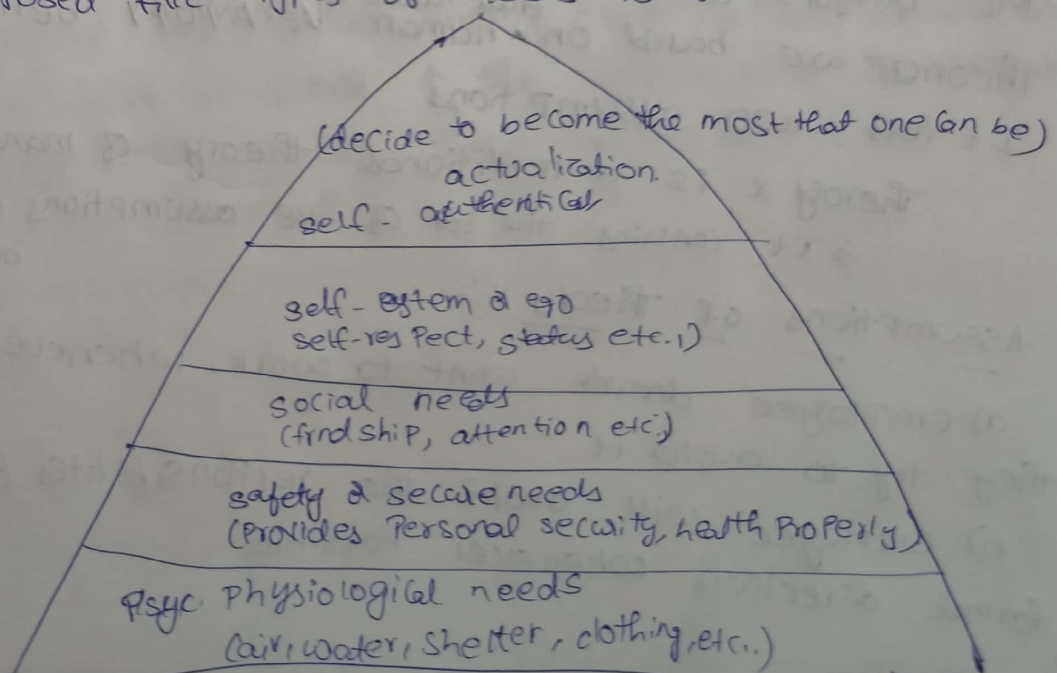 (decide to become the most that one can be)
actualization.
self- authentical
self-eytem & ego
self-resPect, status etc.,)
social needs
(frndship, attention etc;)
safety & secure needs
(Provides Personal security, health Properly)
Psyc. physiological needs
(air, water, shelter, clothing, etc..)